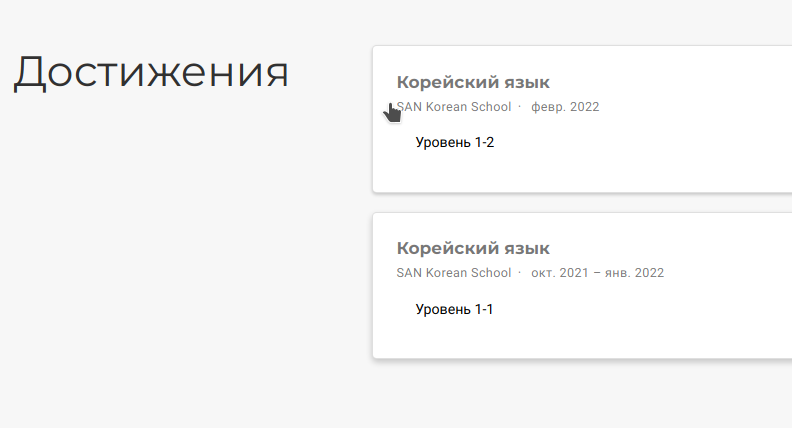 Достижения
Корейский язык
SAN Korean School · февр. 2022
Уровень 1-2
Корейский язык
SAN Korean School · окт. 2021 – янв. 2022
Уровень 1-1